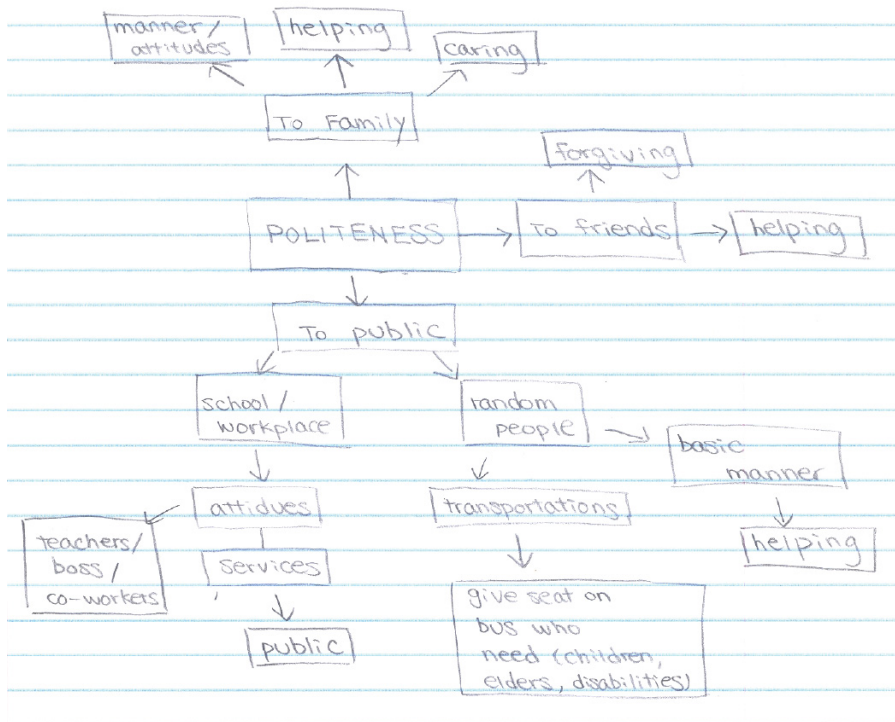 manner/
attitudes
helping
caring
To Family
forgiving
POLITENESS
To friends
helping
To public
school /
workplace
random
people
basic
manner
attidues
transportations
teachers/
boss/
co-workers
services
helping
public
give seat on
bus who
need (children,
elders, disabilities)